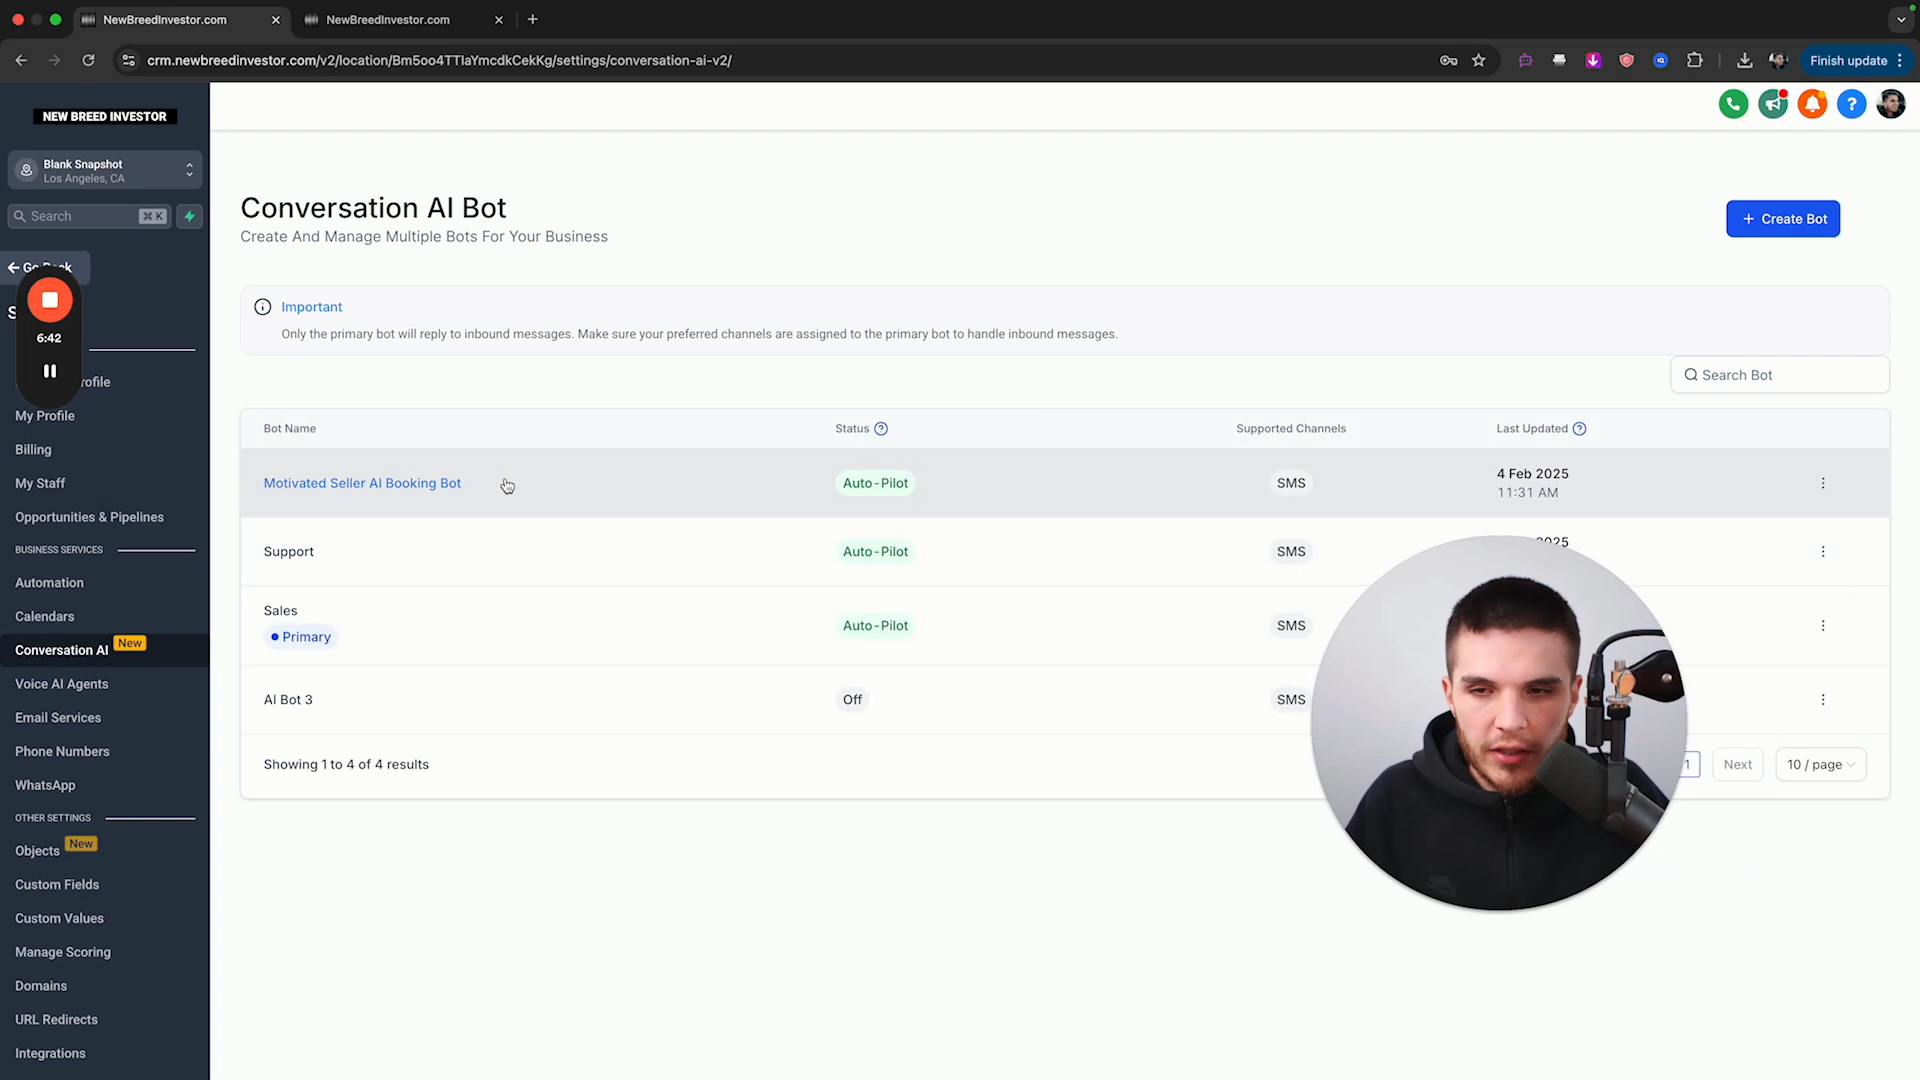 NewBreedInvestor.com
NewBreedInvestor.com
crm.newbreedinvestor.com/v2/location/Bm5oo4TTIaYmcdkCekKg/settings/conversation-ai-v2/
Finish update
NEW BREED INVESTOR
Blank Snapshot
Los Angeles, CA
Search
⌘ K
6:42
My Profile
Billing
My Staff
Opportunities & Pipelines
BUSINESS SERVICES
Automation
Calendars
Conversation AI New
Voice AI Agents
Email Services
Phone Numbers
WhatsApp
OTHER SETTINGS
Objects New
Custom Fields
Custom Values
Manage Scoring
Domains
URL Redirects
Integrations
Conversation AI Bot
Create And Manage Multiple Bots For Your Business
+ Create Bot
Important
Only the primary bot will reply to inbound messages. Make sure your preferred channels are assigned to the primary bot to handle inbound messages.
Search Bot
Bot Name Status Supported Channels Last Updated
Motivated Seller AI Booking Bot Auto-Pilot SMS 4 Feb 2025
11:31 AM
Support Auto-Pilot SMS
Sales
Primary Auto-Pilot SMS
AI Bot 3 Off SMS
Showing 1 to 4 of 4 results
1 Next 10 / page